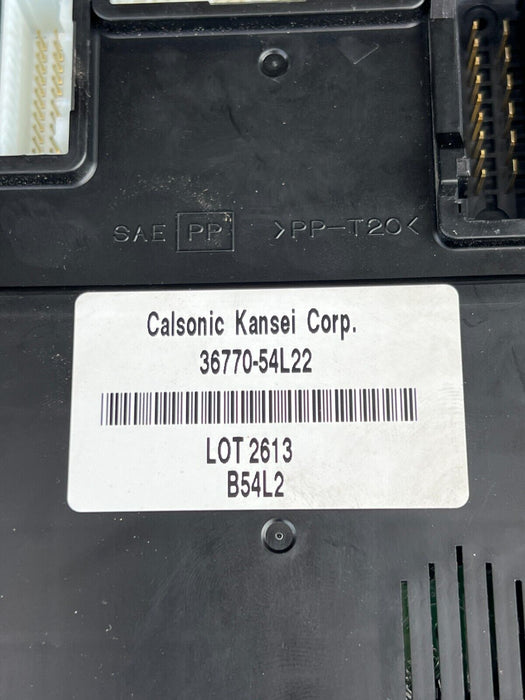 SAE PP >PP-T20<
Calsonic Kansei Corp.
36770-54L22
LOT 2613
B54L2